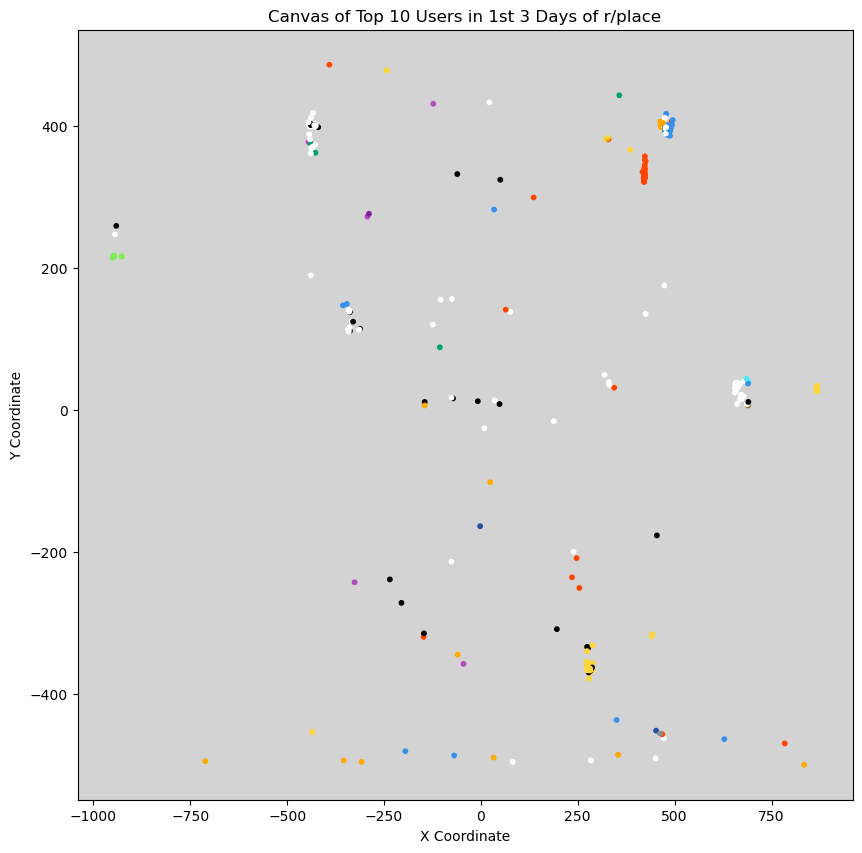 Canvas of Top 10 Users in 1st 3 Days of r/place
Y Coordinate
400
200
0
−200
−400
−1000 −750 −500 −250 0 250 500 750
X Coordinate